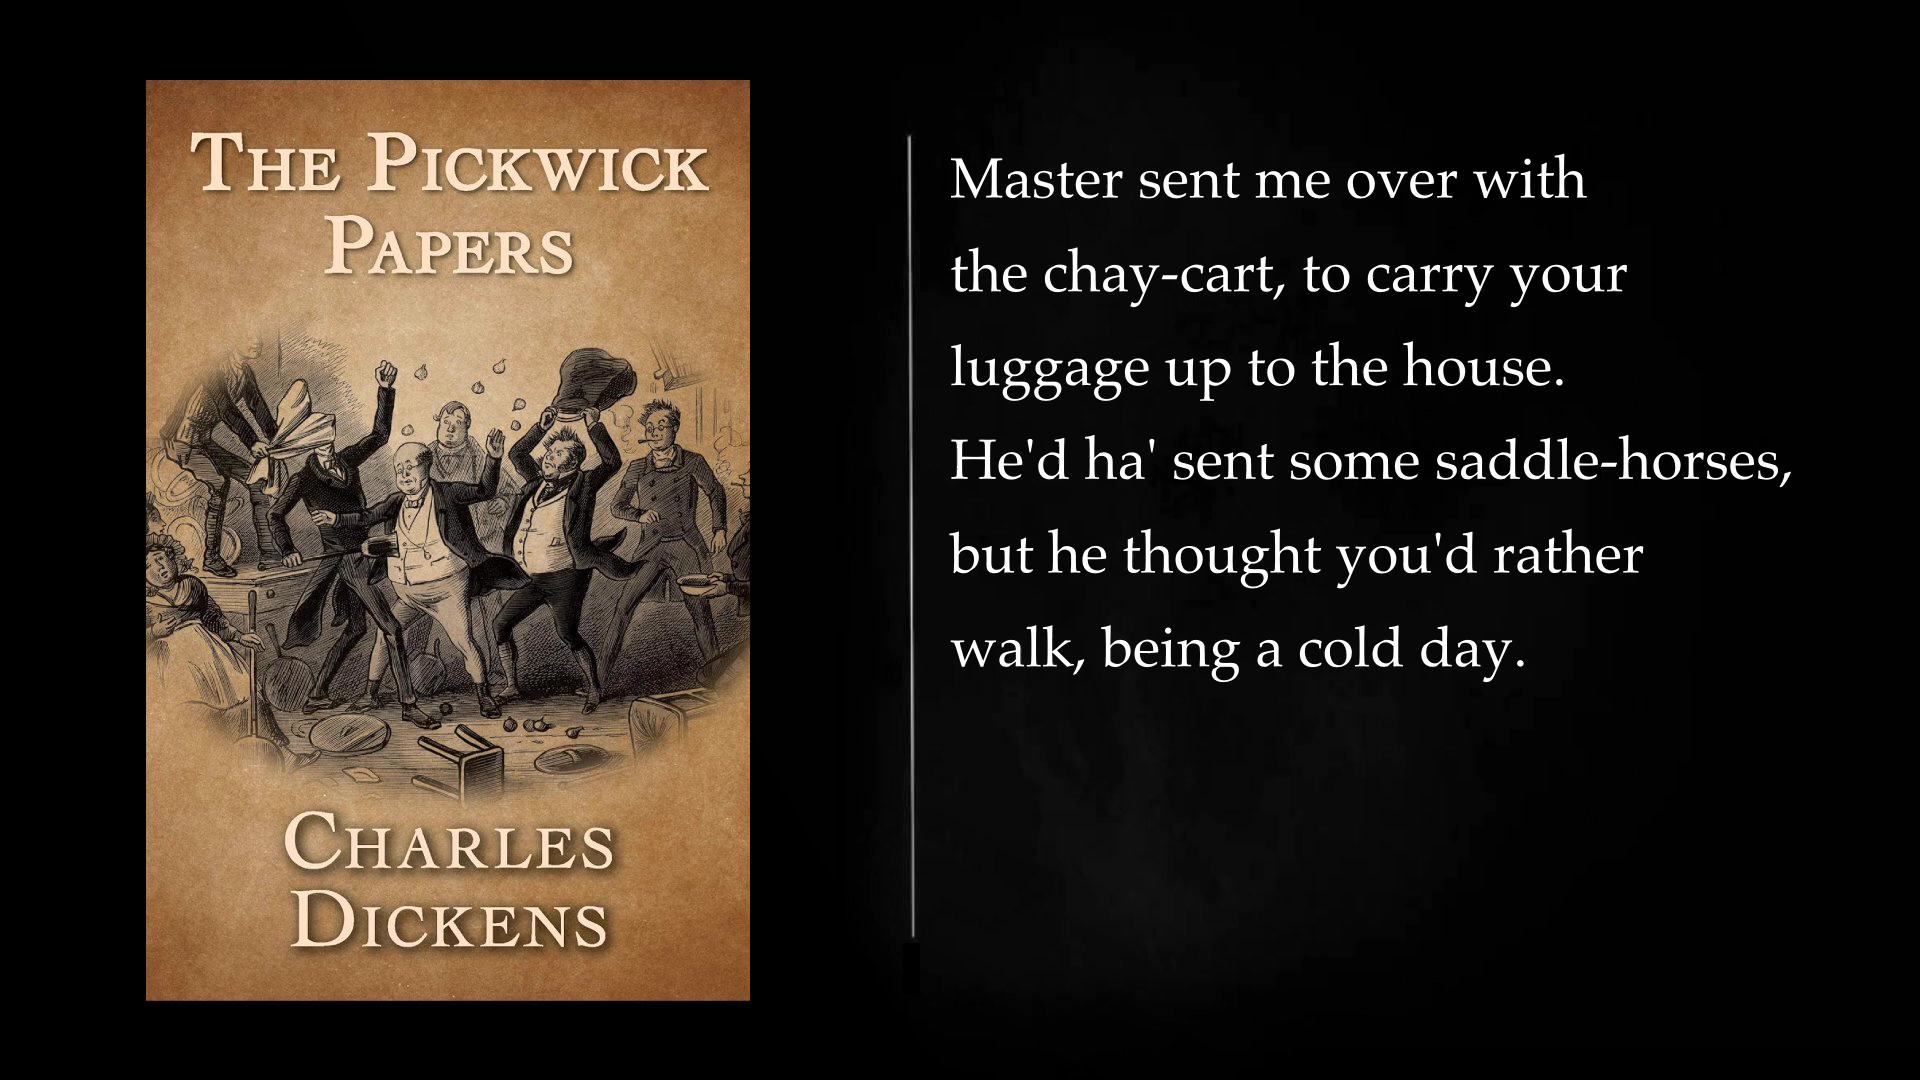 THE PICKWICK
PAPERS
CHARLES
DICKENS
Master sent me over with
the chay-cart, to carry your
luggage up to the house.
He'd ha' sent some saddle-horses,
but he thought you'd rather
walk, being a cold day.